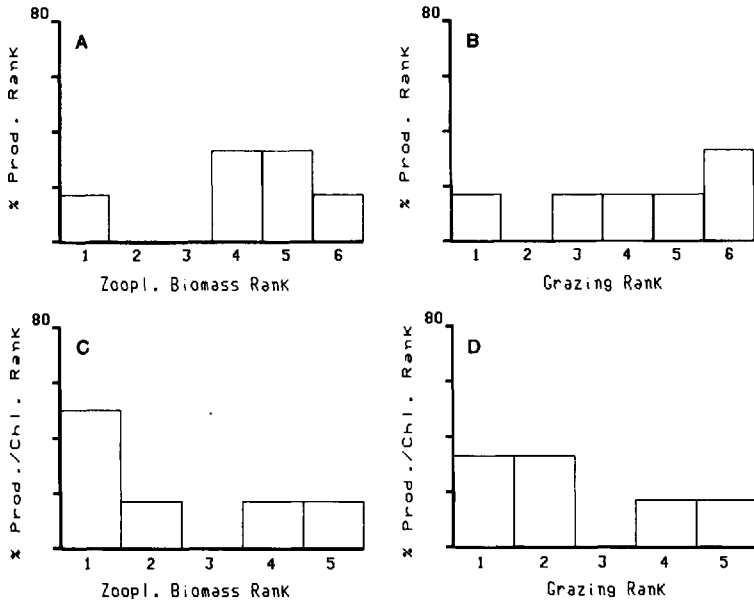 80
A
% Prod. Rank
1 2 3 4 5 6
Zoopl. Biomass Rank
80
B
% Prod. Rank
1 2 3 4 5 6
Grazing Rank
80
C
% Prod./Chl. Rank
1 2 3 4 5
Zoopl. Biomass Rank
80
D
% Prod./Chl. Rank
1 2 3 4 5
Grazing Rank